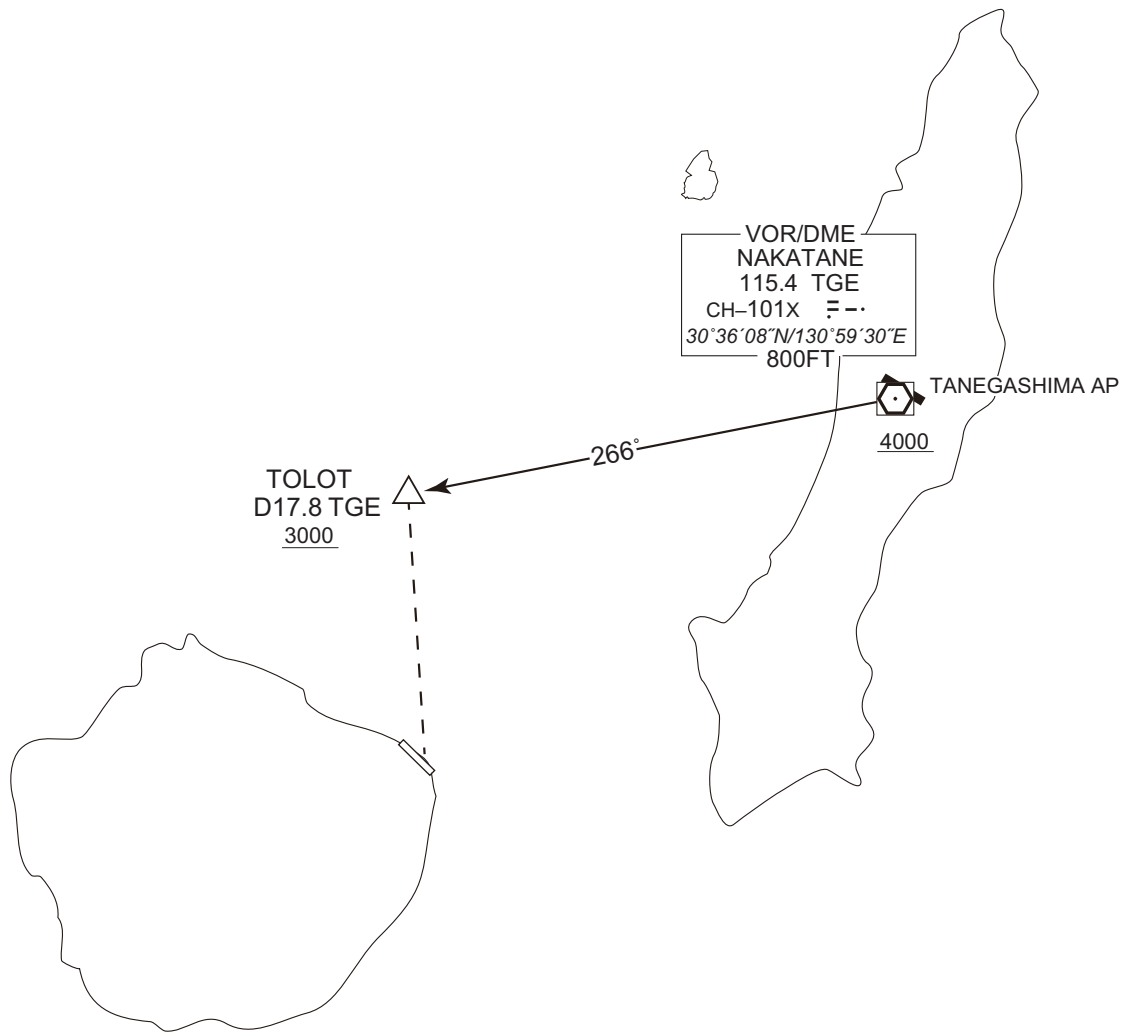 VOR/DME
NAKATANE
115.4 TGE
CH–101X
30°36´08˝N/130°59´30˝E
800FT
TANEGASHIMA AP
4000
266°
TOLOT
D17.8 TGE
3000